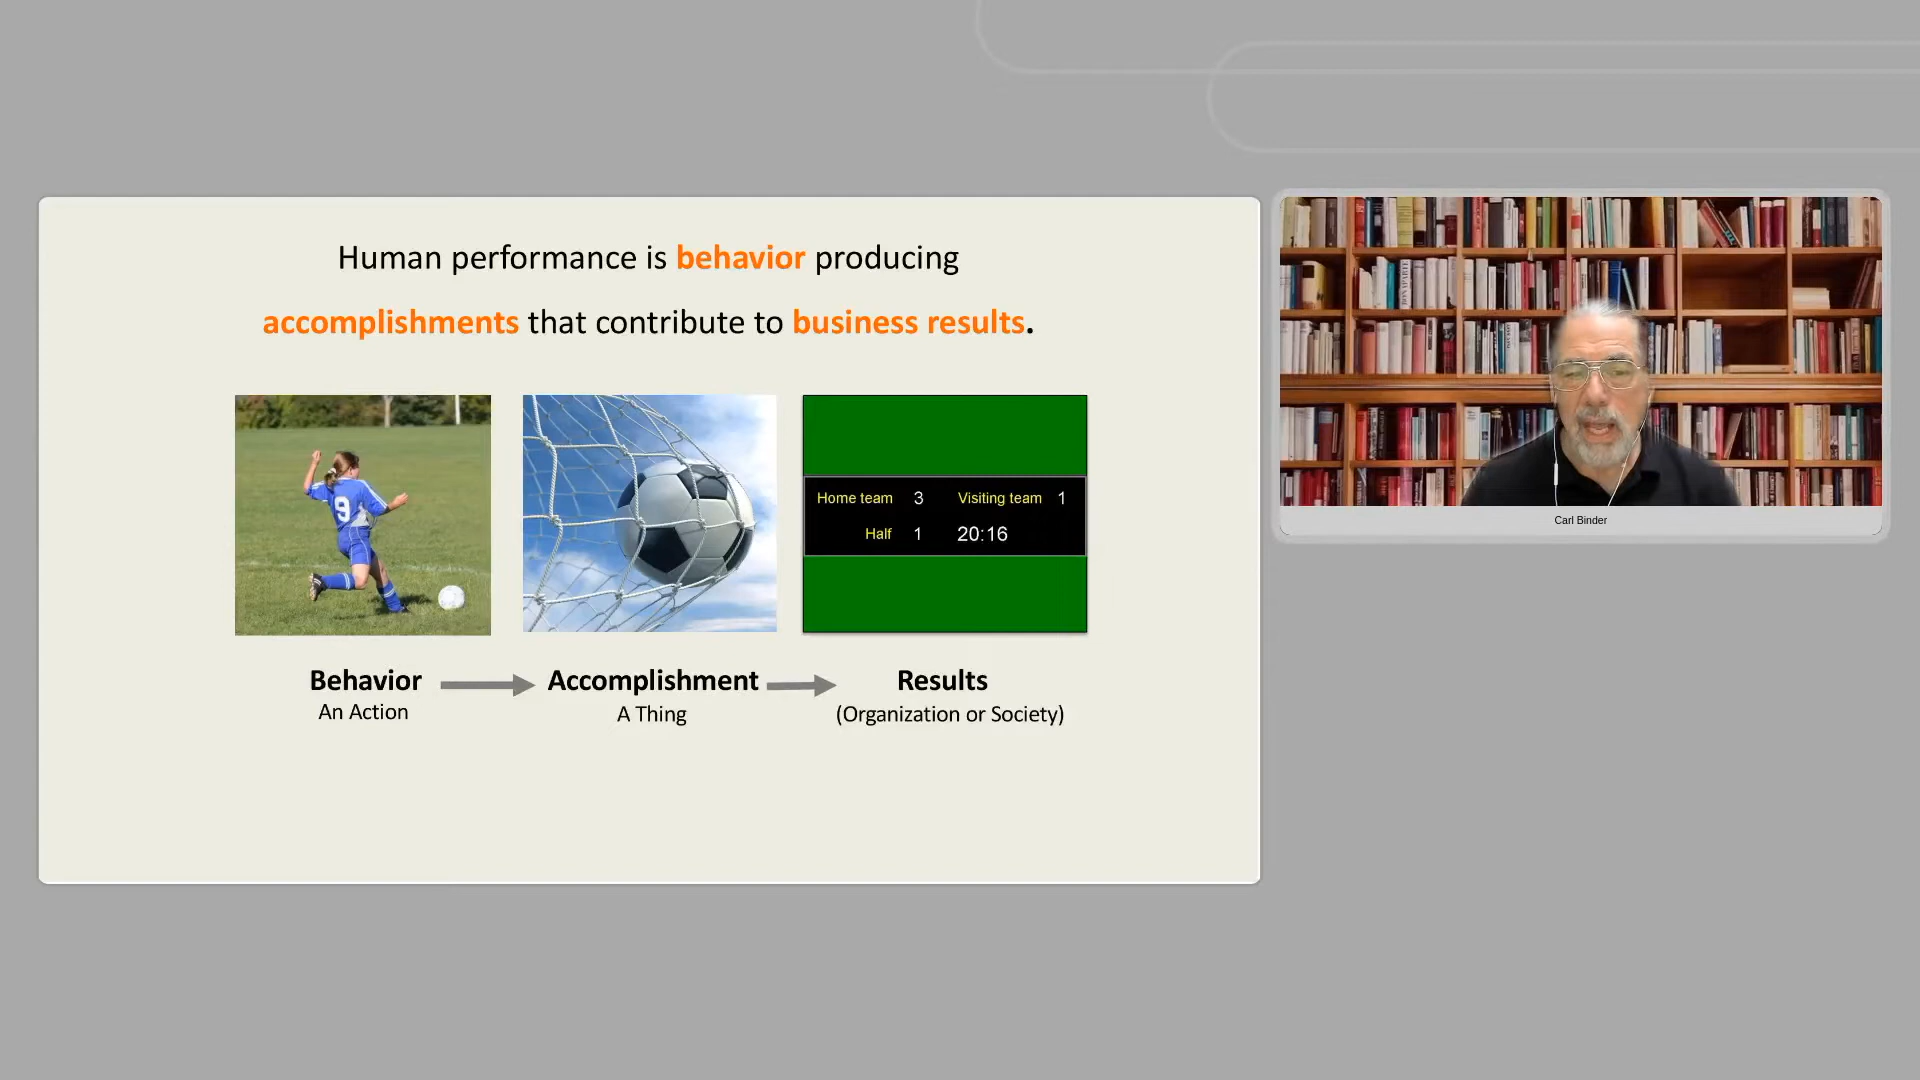 Human performance is behavior producing
accomplishments that contribute to business results.
9
Home team 3 Visiting team 1
Half 1 20:16
Behavior Accomplishment Results
An Action A Thing (Organization or Society)
Carl Binder